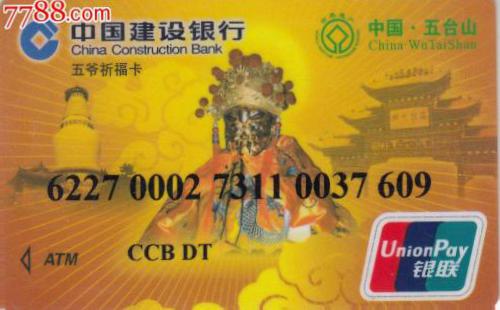 7788.com
中国建设银行
China Construction Bank
五爷祈福卡
中国·五台山
China·WuTaiShan
6227 0002 7311 0037 609
ATM
CCB DT
UnionPay
银联